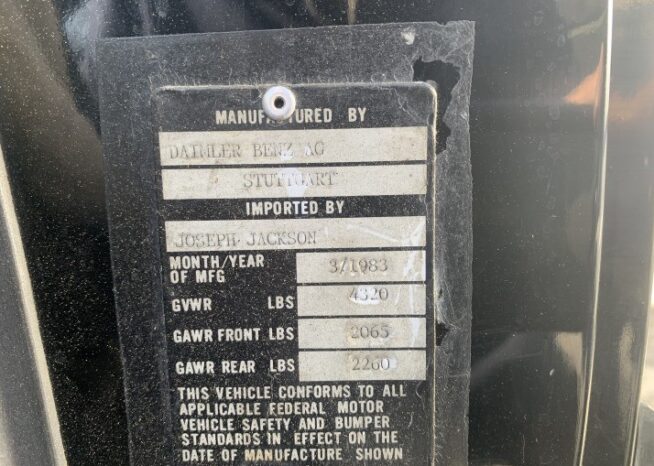 MANUFACTURED BY
DAIMLER BENZ AG
STUTTGART
IMPORTED BY
JOSEPH JACKSON
MONTH/YEAR OF MFG 3/1983
GVWR LBS 4320
GAWR FRONT LBS 2065
GAWR REAR LBS 2260
THIS VEHICLE CONFORMS TO ALL
APPLICABLE FEDERAL MOTOR
VEHICLE SAFETY AND BUMPER
STANDARDS IN EFFECT ON THE
DATE OF MANUFACTURE SHOWN